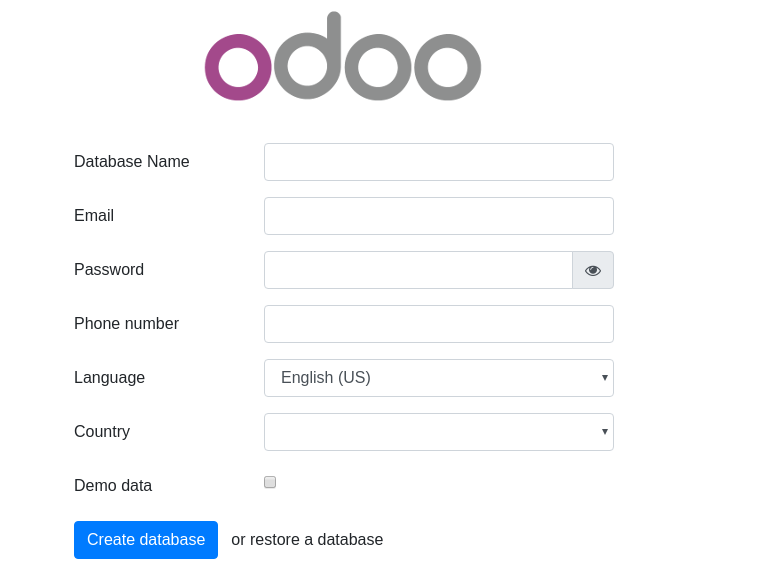 odoo
Database Name
Email
Password
Phone number
Language English (US)
Country
Demo data
Create database or restore a database